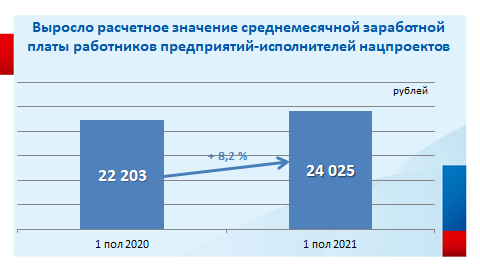 Выросло расчетное значение среднемесячной заработной
платы работников предприятий-исполнителей нацпроектов
рублей
+ 8,2 %
22 203
24 025
1 пол 2020
1 пол 2021